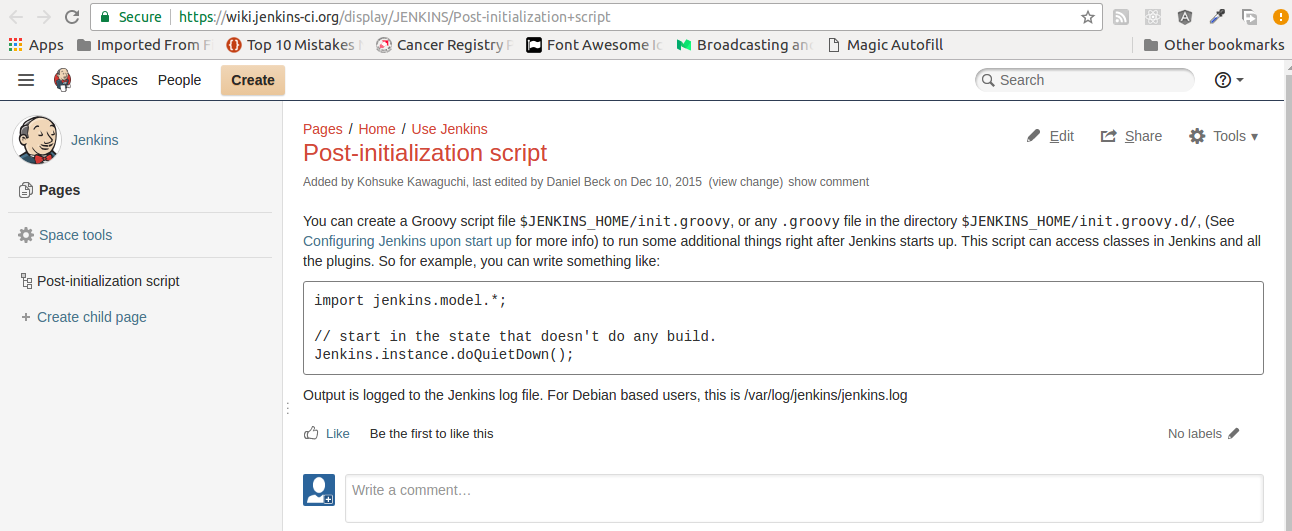 Secure https://wiki.jenkins-ci.org/display/JENKINS/Post-initialization+script
Apps Imported From F Top 10 Mistakes Cancer Registry Font Awesome Broadcasting an Magic Autofill Other bookmarks
Spaces People Create Search
Jenkins
Pages
Space tools
Post-initialization script
Create child page
Pages / Home / Use Jenkins
Edit Share Tools
Post-initialization script
Added by Kohsuke Kawaguchi, last edited by Daniel Beck on Dec 10, 2015 (view change) show comment
You can create a Groovy script file $JENKINS_HOME/init.groovy, or any .groovy file in the directory $JENKINS_HOME/init.groovy.d/, (See
Configuring Jenkins upon start up for more info) to run some additional things right after Jenkins starts up. This script can access classes in Jenkins and all
the plugins. So for example, you can write something like:
import jenkins.model.*;
// start in the state that doesn't do any build.
Jenkins.instance.doQuietDown();
Output is logged to the Jenkins log file. For Debian based users, this is /var/log/jenkins/jenkins.log
Like Be the first to like this No labels
Write a comment…